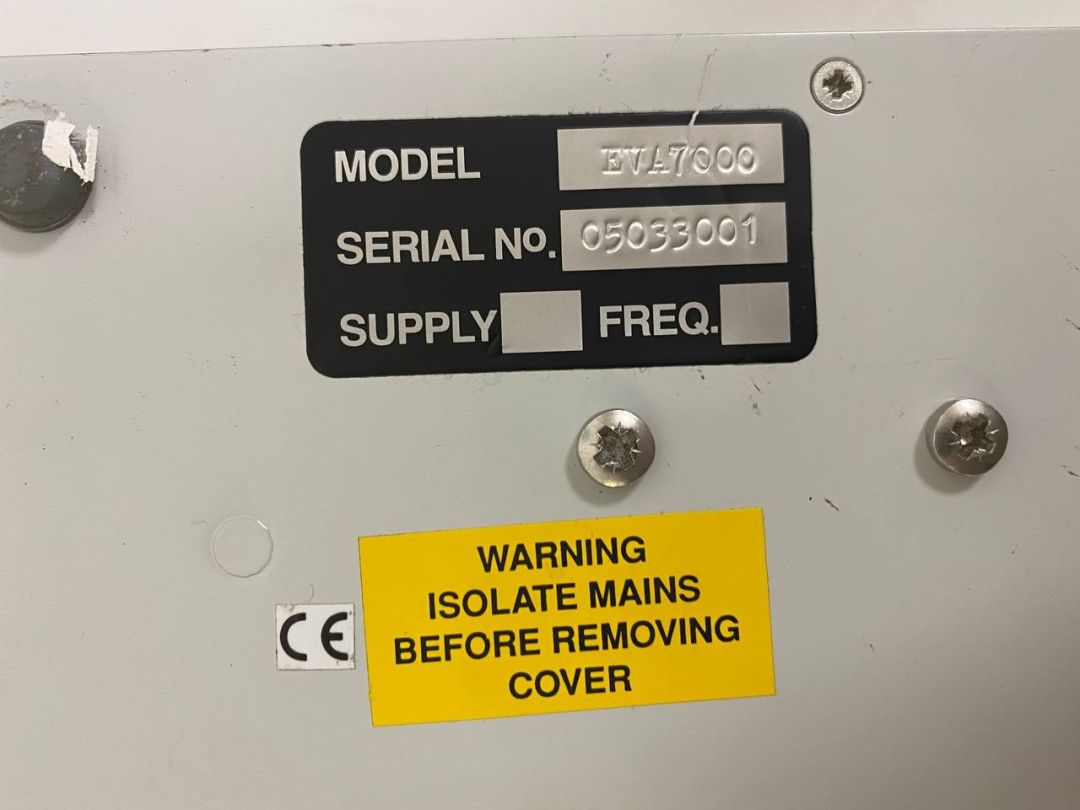 MODEL EVA7000
SERIAL No. 05033001
SUPPLY FREQ.
WARNING
ISOLATE MAINS
BEFORE REMOVING
COVER
CE